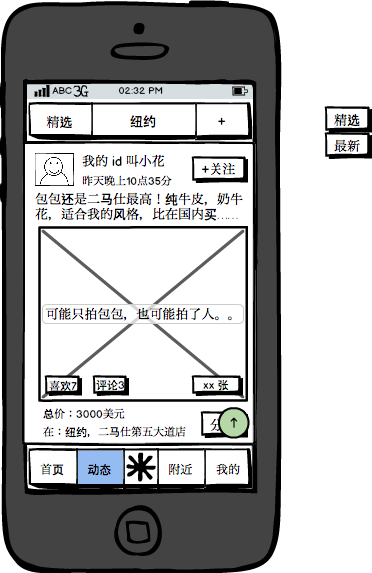 ABC 3G 02:32 PM
精选 纽约 +
我的 id 叫小花
昨天晚上10点35分
+关注
包包还是二马仕最高！纯牛皮，奶牛
花，适合我的风格，比在国内买……
可能只拍包包，也可能拍了人。。
喜欢7 评论3 xx 张
总价：3000美元
在：纽约，二马仕第五大道店
↑
首页 动态 附近 我的
精选
最新